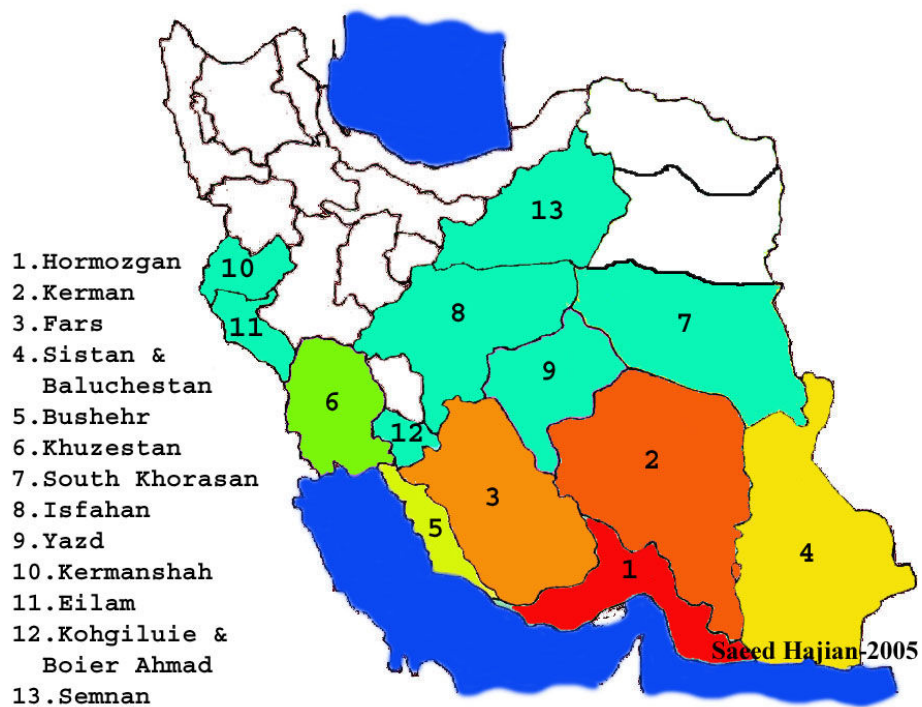 1.Hormozgan
2.Kerman
3.Fars
4.Sistan &
Baluchestan
5.Bushehr
6.Khuzestan
7.South Khorasan
8.Isfahan
9.Yazd
10.Kermanshah
11.Eilam
12.Kohgiluie &
Boier Ahmad
13.Semnan
13
10
11
8
7
9
6
12
2
3
5
4
1
Saeed Hajian-2005